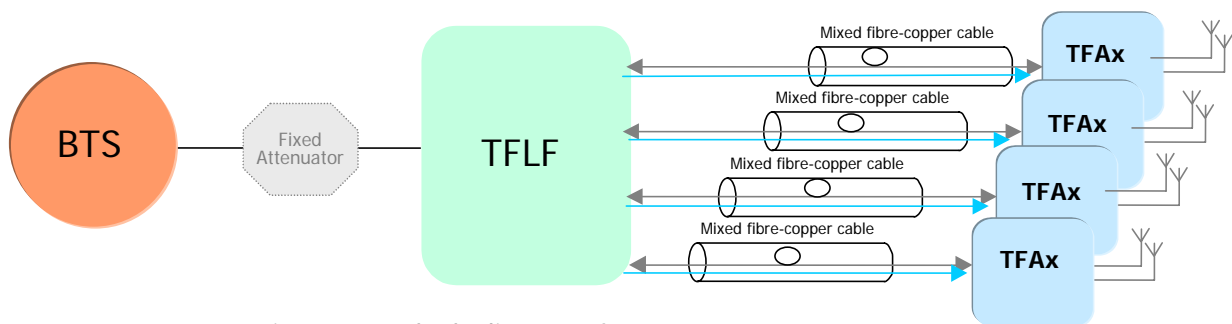 Mixed fibre-copper cable
TFAx
Mixed fibre-copper cable
TFAx
BTS
Fixed
Attenuator
TFLF
Mixed fibre-copper cable
TFAx
Mixed fibre-copper cable
TFAx